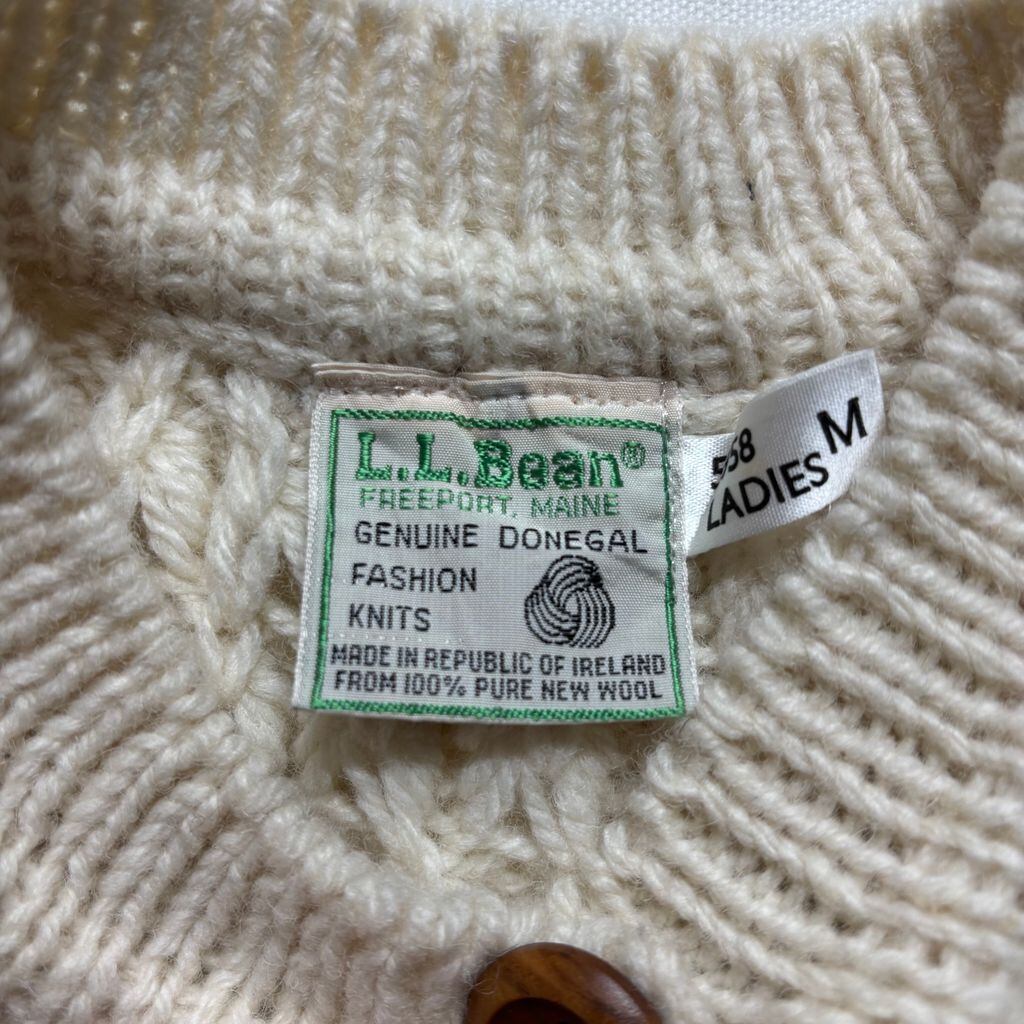 L.L.Bean®
FREEPORT, MAINE
GENUINE DONEGAL
FASHION
KNITS
MADE IN REPUBLIC OF IRELAND
FROM 100% PURE NEW WOOL
M
LADIES